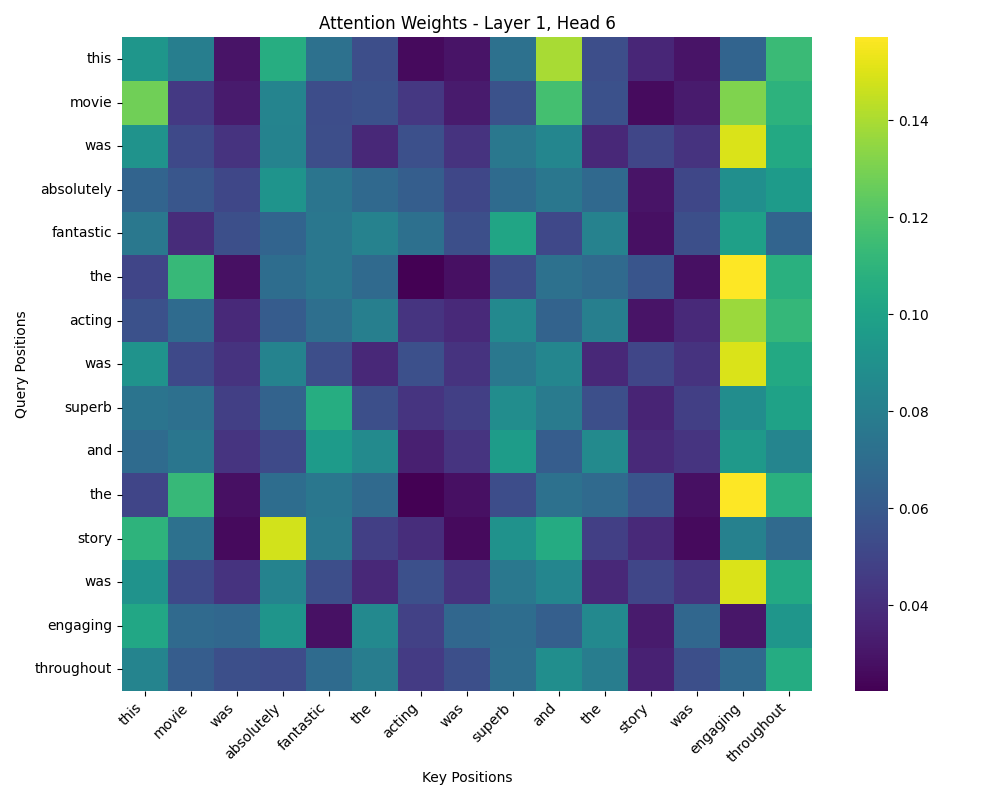 Attention Weights - Layer 1, Head 6
Query Positions
this
movie
was
absolutely
fantastic
the
acting
was
superb
and
the
story
was
engaging
throughout
this
movie
was
absolutely
fantastic
the
acting
was
superb
and
the
story
was
engaging
throughout
Key Positions
0.14
0.12
0.10
0.08
0.06
0.04